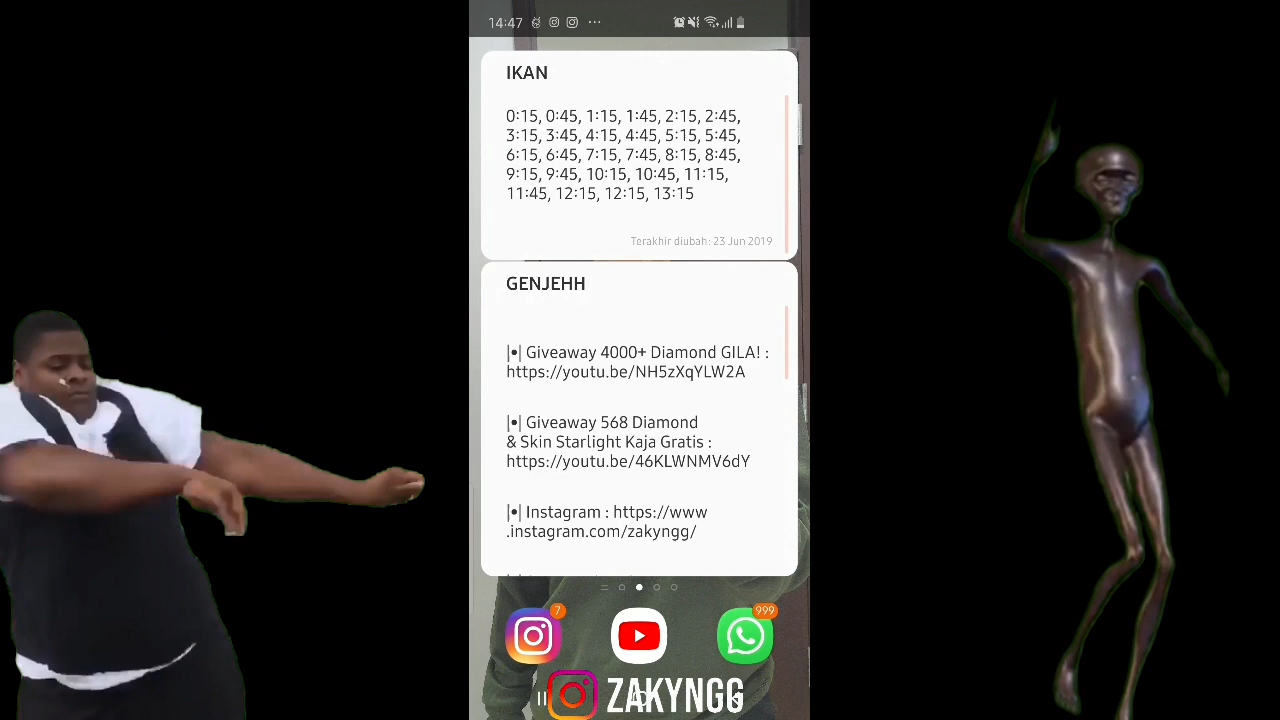 14:47
IKAN
0:15, 0:45, 1:15, 1:45, 2:15, 2:45,
3:15, 3:45, 4:15, 4:45, 5:15, 5:45,
6:15, 6:45, 7:15, 7:45, 8:15, 8:45,
9:15, 9:45, 10:15, 10:45, 11:15,
11:45, 12:15, 12:15, 13:15
Terakhir diubah: 23 Jun 2019
GENJEHH
|•| Giveaway 4000+ Diamond GILA! :
https://youtu.be/NH5zXqYLW2A
|•| Giveaway 568 Diamond
& Skin Starlight Kaja Gratis :
https://youtu.be/46KLWNMV6dY
|•| Instagram : https://www
.instagram.com/zakyngg/
7
999
ZAKYNGG